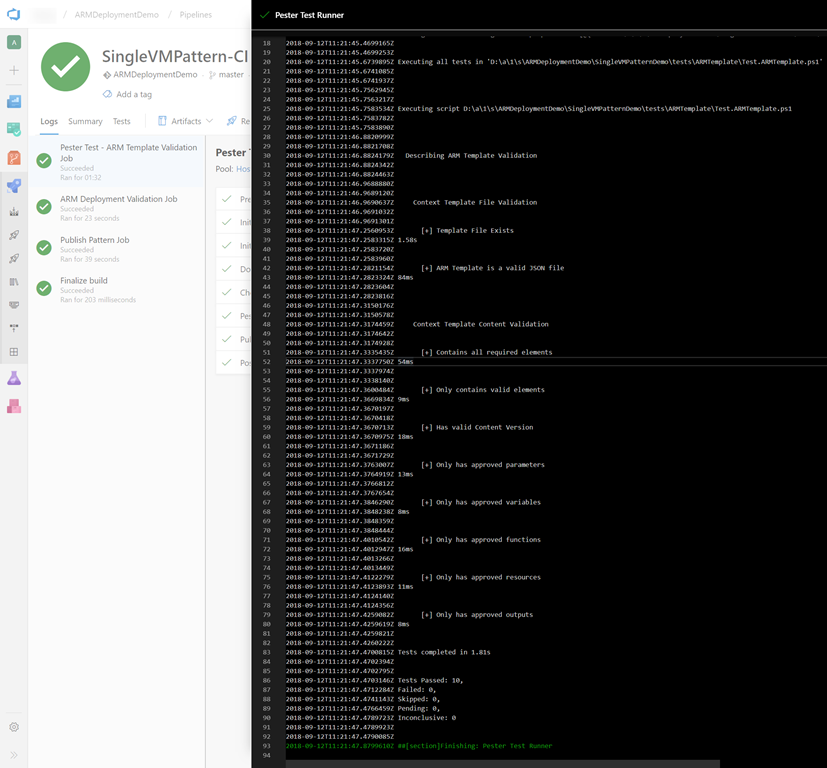 ARMDeploymentDemo / Pipelines
A
SingleVMPattern-CI
ARMDeploymentDemo master
Add a tag
Logs Summary Tests Artifacts Re
Pester Test - ARM Template Validation
Job
Succeeded
Ran for 01:32
ARM Deployment Validation Job
Succeeded
Ran for 23 seconds
Publish Pattern Job
Succeeded
Ran for 39 seconds
Finalize build
Succeeded
Ran for 203 milliseconds
Pester T
Pool: Hos
Pre
Initi
Initi
Do
Che
Pes
Pul
Pos
Pester Test Runner
18 2018-09-12T11:21:45.4699165Z
19 2018-09-12T11:21:45.4699253Z
20 2018-09-12T11:21:45.6739895Z Executing all tests in 'D:\a\1\s\ARMDeploymentDemo\SingleVMPatternDemo\tests\ARMTemplate\Test.ARMTemplate.ps1'
21 2018-09-12T11:21:45.6741085Z
22 2018-09-12T11:21:45.6741937Z
23 2018-09-12T11:21:45.7562945Z
24 2018-09-12T11:21:45.7563217Z
25 2018-09-12T11:21:45.7583534Z Executing script D:\a\1\s\ARMDeploymentDemo\SingleVMPatternDemo\tests\ARMTemplate\Test.ARMTemplate.ps1
26 2018-09-12T11:21:45.7583782Z
27 2018-09-12T11:21:45.7583890Z
28 2018-09-12T11:21:46.8820999Z
29 2018-09-12T11:21:46.8821708Z
30 2018-09-12T11:21:46.8824179Z Describing ARM Template Validation
31 2018-09-12T11:21:46.8824342Z
32 2018-09-12T11:21:46.8824463Z
33 2018-09-12T11:21:46.9688880Z
34 2018-09-12T11:21:46.9689120Z
35 2018-09-12T11:21:46.9690637Z Context Template File Validation
36 2018-09-12T11:21:46.9691032Z
37 2018-09-12T11:21:46.9691301Z
38 2018-09-12T11:21:47.2560953Z [+] Template File Exists
39 2018-09-12T11:21:47.2583315Z 1.58s
40 2018-09-12T11:21:47.2583720Z
41 2018-09-12T11:21:47.2583960Z
42 2018-09-12T11:21:47.2821154Z [+] ARM Template is a valid JSON file
43 2018-09-12T11:21:47.2823324Z 84ms
44 2018-09-12T11:21:47.2823604Z
45 2018-09-12T11:21:47.2823816Z
46 2018-09-12T11:21:47.3150176Z
47 2018-09-12T11:21:47.3150578Z
48 2018-09-12T11:21:47.3174459Z Context Template Content Validation
49 2018-09-12T11:21:47.3174642Z
50 2018-09-12T11:21:47.3174928Z
51 2018-09-12T11:21:47.3335435Z [+] Contains all required elements
52 2018-09-12T11:21:47.3337750Z 54ms
53 2018-09-12T11:21:47.3337974Z
54 2018-09-12T11:21:47.3338140Z
55 2018-09-12T11:21:47.3600484Z [+] Only contains valid elements
56 2018-09-12T11:21:47.3669834Z 9ms
57 2018-09-12T11:21:47.3670197Z
58 2018-09-12T11:21:47.3670418Z
59 2018-09-12T11:21:47.3670713Z [+] Has valid Content Version
60 2018-09-12T11:21:47.3670975Z 18ms
61 2018-09-12T11:21:47.3671186Z
62 2018-09-12T11:21:47.3671729Z
63 2018-09-12T11:21:47.3763007Z [+] Only has approved parameters
64 2018-09-12T11:21:47.3764919Z 13ms
65 2018-09-12T11:21:47.3766812Z
66 2018-09-12T11:21:47.3767654Z
67 2018-09-12T11:21:47.3846290Z [+] Only has approved variables
68 2018-09-12T11:21:47.3848238Z 8ms
69 2018-09-12T11:21:47.3848359Z
70 2018-09-12T11:21:47.3848444Z
71 2018-09-12T11:21:47.4010542Z [+] Only has approved functions
72 2018-09-12T11:21:47.4012947Z 16ms
73 2018-09-12T11:21:47.4013266Z
74 2018-09-12T11:21:47.4013449Z
75 2018-09-12T11:21:47.4122279Z [+] Only has approved resources
76 2018-09-12T11:21:47.4123893Z 11ms
77 2018-09-12T11:21:47.4124140Z
78 2018-09-12T11:21:47.4124356Z
79 2018-09-12T11:21:47.4259082Z [+] Only has approved outputs
80 2018-09-12T11:21:47.4259619Z 8ms
81 2018-09-12T11:21:47.4259821Z
82 2018-09-12T11:21:47.4260222Z
83 2018-09-12T11:21:47.4700815Z Tests completed in 1.81s
84 2018-09-12T11:21:47.4702394Z
85 2018-09-12T11:21:47.4702795Z
86 2018-09-12T11:21:47.4703146Z Tests Passed: 10,
87 2018-09-12T11:21:47.4712284Z Failed: 0,
88 2018-09-12T11:21:47.4741143Z Skipped: 0,
89 2018-09-12T11:21:47.4766459Z Pending: 0,
90 2018-09-12T11:21:47.4789723Z Inconclusive: 0
91 2018-09-12T11:21:47.4789923Z
92 2018-09-12T11:21:47.4790085Z
93 2018-09-12T11:21:47.8799610Z ##[section]Finishing: Pester Test Runner
94